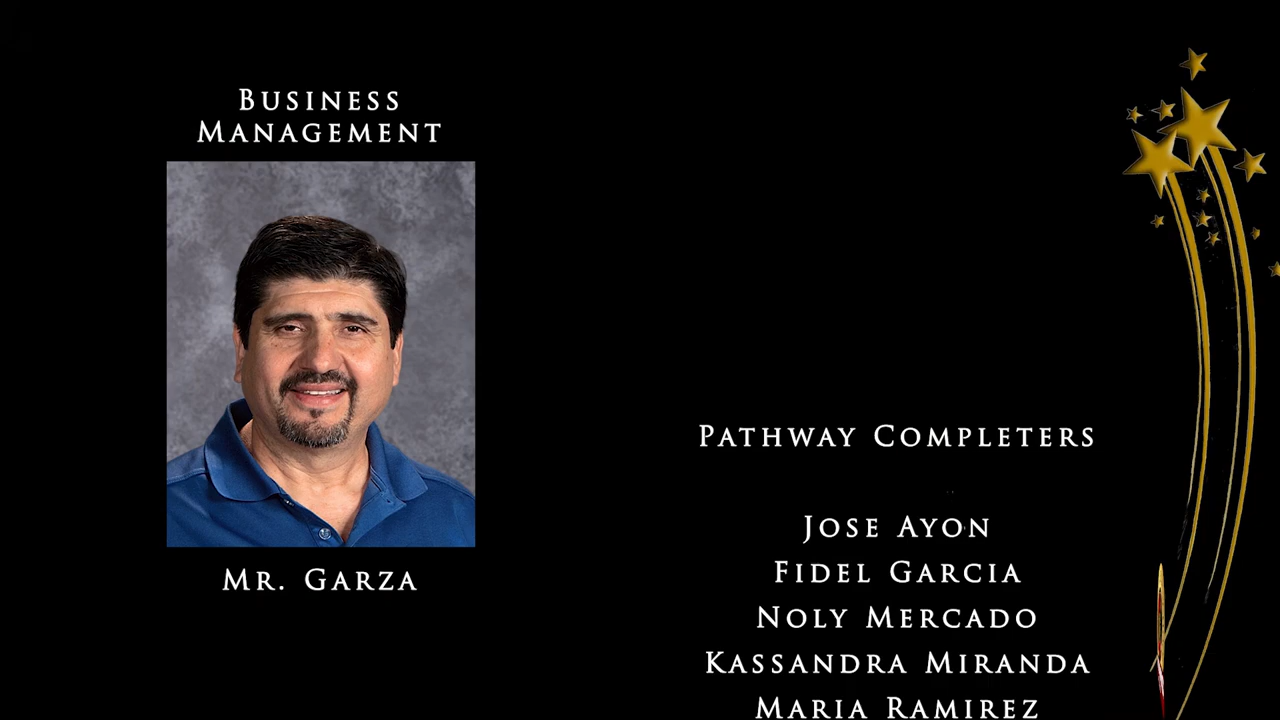 BUSINESS
MANAGEMENT
MR. GARZA
PATHWAY COMPLETERS
JOSE AYON
FIDEL GARCIA
NOLY MERCADO
KASSANDRA MIRANDA
MARIA RAMIREZ